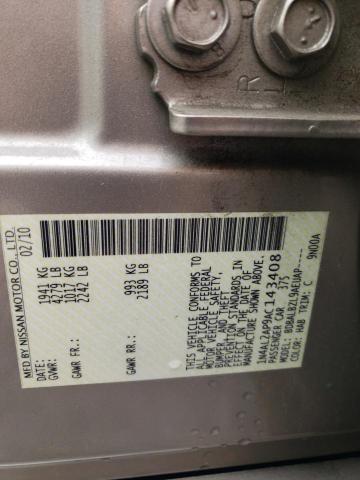 R
L
MFD BY NISSAN MOTOR CO., LTD.
DATE: 02/10
GVWR: 1941 KG
4279 LB
GAWR FR.: 1017 KG
2242 LB
GAWR RR.: 993 KG
2189 LB
THIS VEHICLE CONFORMS TO ALL
APPLICABLE FEDERAL
MOTOR VEHICLE SAFETY,
BUMPER, AND THEFT
PREVENTION STANDARDS IN
EFFECT ON THE DATE OF
MANUFACTURE SHOWN ABOVE.
1N4AL2AP9AC143408
PASSENGER CAR 375
MODEL: BDBALBZL9AEUAP----
COLOR: HAB TRIM: C 9N00A